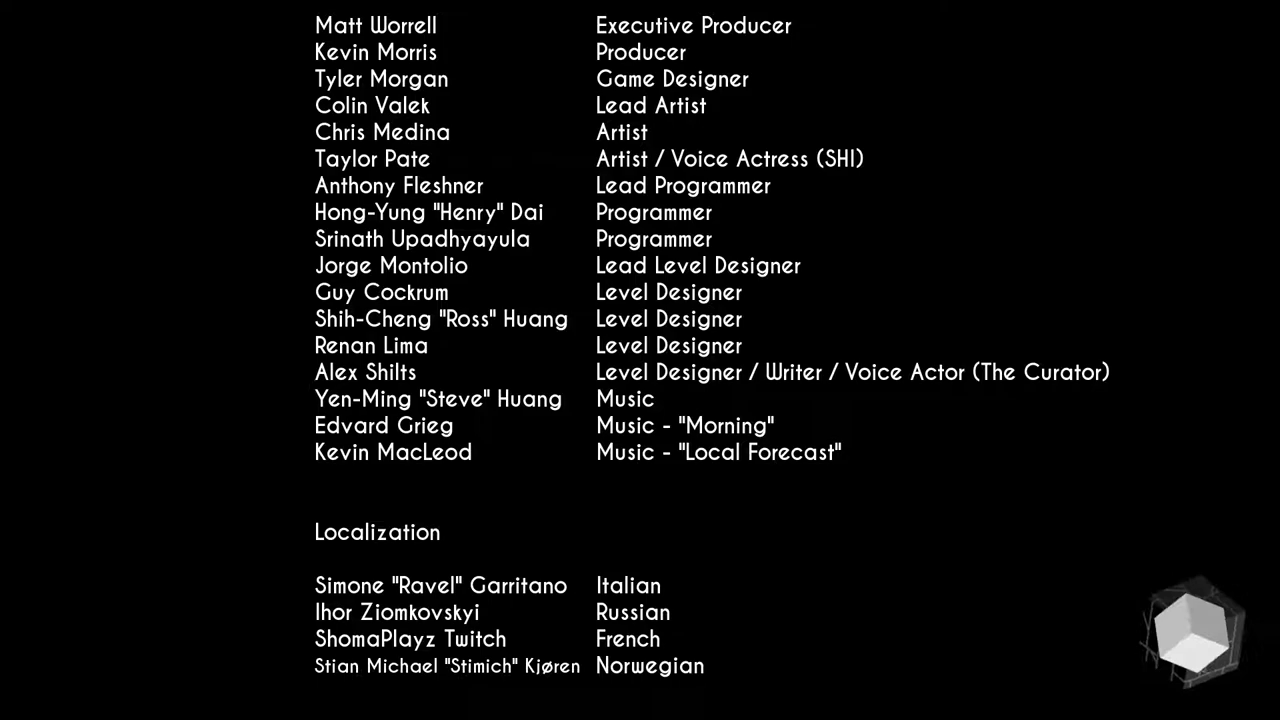 Matt Worrell Executive Producer
Kevin Morris Producer
Tyler Morgan Game Designer
Colin Valek Lead Artist
Chris Medina Artist
Taylor Pate Artist / Voice Actress (SHI)
Anthony Fleshner Lead Programmer
Hong-Yung "Henry" Dai Programmer
Srinath Upadhyayula Programmer
Jorge Montolio Lead Level Designer
Guy Cockrum Level Designer
Shih-Cheng "Ross" Huang Level Designer
Renan Lima Level Designer
Alex Shilts Level Designer / Writer / Voice Actor (The Curator)
Yen-Ming "Steve" Huang Music
Edvard Grieg Music - "Morning"
Kevin MacLeod Music - "Local Forecast"
Localization
Simone "Ravel" Garritano Italian
Ihor Ziomkovskyi Russian
ShomaPlayz Twitch French
Stian Michael "Stimich" Kjøren Norwegian